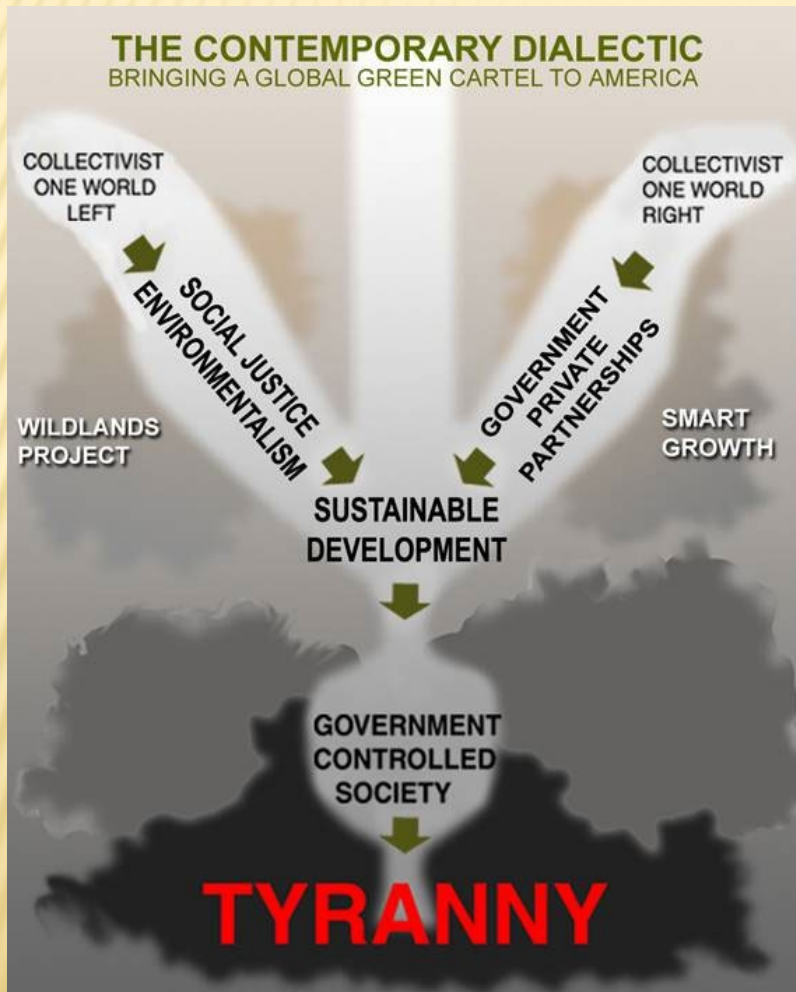 THE CONTEMPORARY DIALECTIC
BRINGING A GLOBAL GREEN CARTEL TO AMERICA
COLLECTIVIST
ONE WORLD
LEFT
COLLECTIVIST
ONE WORLD
RIGHT
SOCIAL JUSTICE
ENVIRONMENTALISM
GOVERNMENT
PRIVATE
PARTNERSHIPS
WILDLANDS
PROJECT
SMART
GROWTH
SUSTAINABLE
DEVELOPMENT
GOVERNMENT
CONTROLLED
SOCIETY
TYRANNY